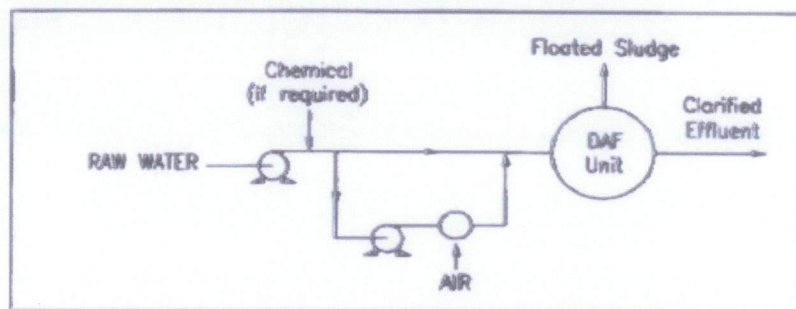 Floated Sludge
Chemical
(if required)
Clarified
Effluent
RAW WATER
DAF
Unit
AIR